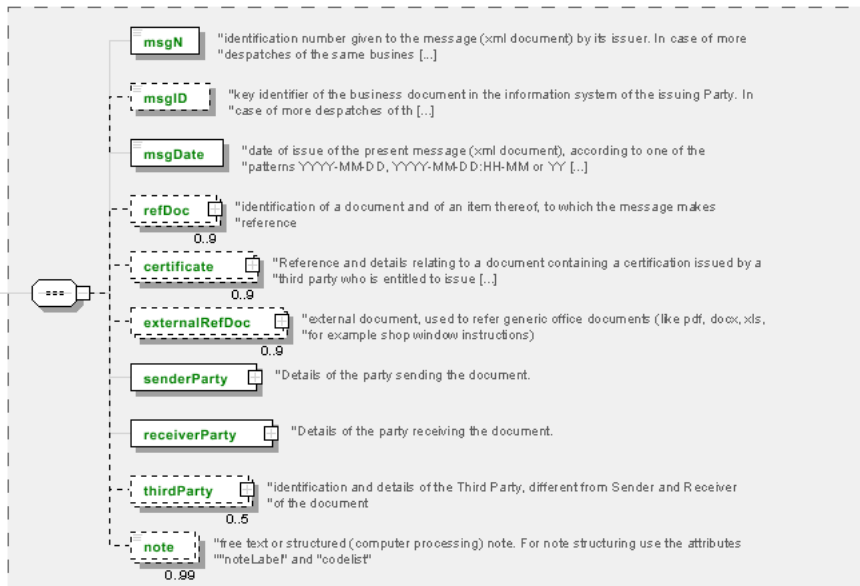 msgN
"identification number given to the message (xml document) by its issuer. In case of more
"despatches of the same busines [...]
msgID
"key identifier of the business document in the information system of the issuing Party. In
"case of more despatches of th [...]
msgDate
"date of issue of the present message (xml document), according to one of the
"patterns YYYY-MM-DD, YYYY-MM-DD:HH-MM or YY [...]
refDoc
"identification of a document and of an item thereof, to which the message makes
"reference
0..9
certificate
"Reference and details relating to a document containing a certification issued by a
"third party who is entitled to issue [...]
0..9
externalRefDoc
"external document, used to refer generic office documents (like pdf, docx, xls,
"for example shop window instructions)
0..9
senderParty
"Details of the party sending the document.
receiverParty
"Details of the party receiving the document.
thirdParty
"identification and details of the Third Party, different from Sender and Receiver
"of the document
0..5
note
"free text or structured (computer processing) note. For note structuring use the attributes
""noteLabel" and "codelist"
0..99